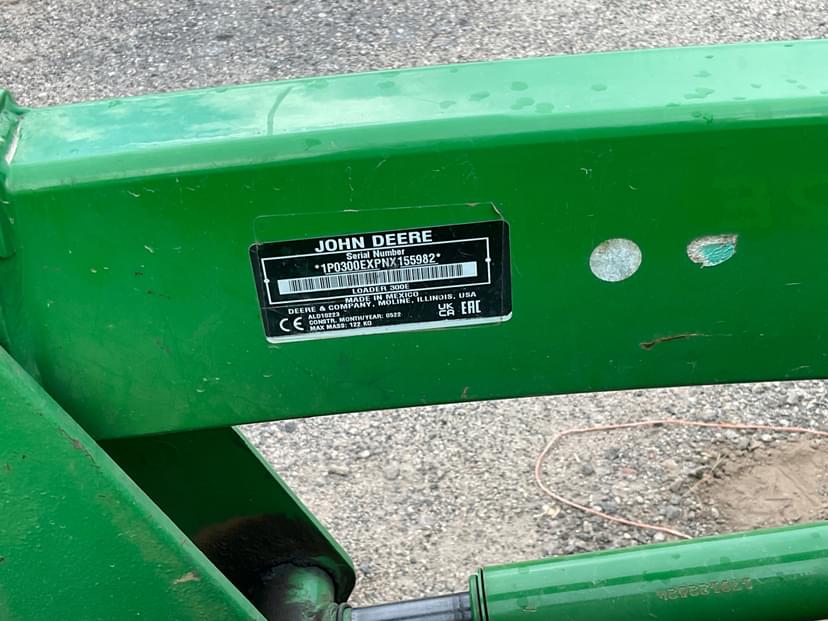 JOHN DEERE
Serial Number
*1P0300EXPNX155982*
LOADER 300E
MADE IN MEXICO
DEERE & COMPANY, MOLINE, ILLINOIS, USA
ALO10223
CONSTR. MONTH/YEAR: 0522
MAX MASS: 122 KG
CE
UK
CA
EAC